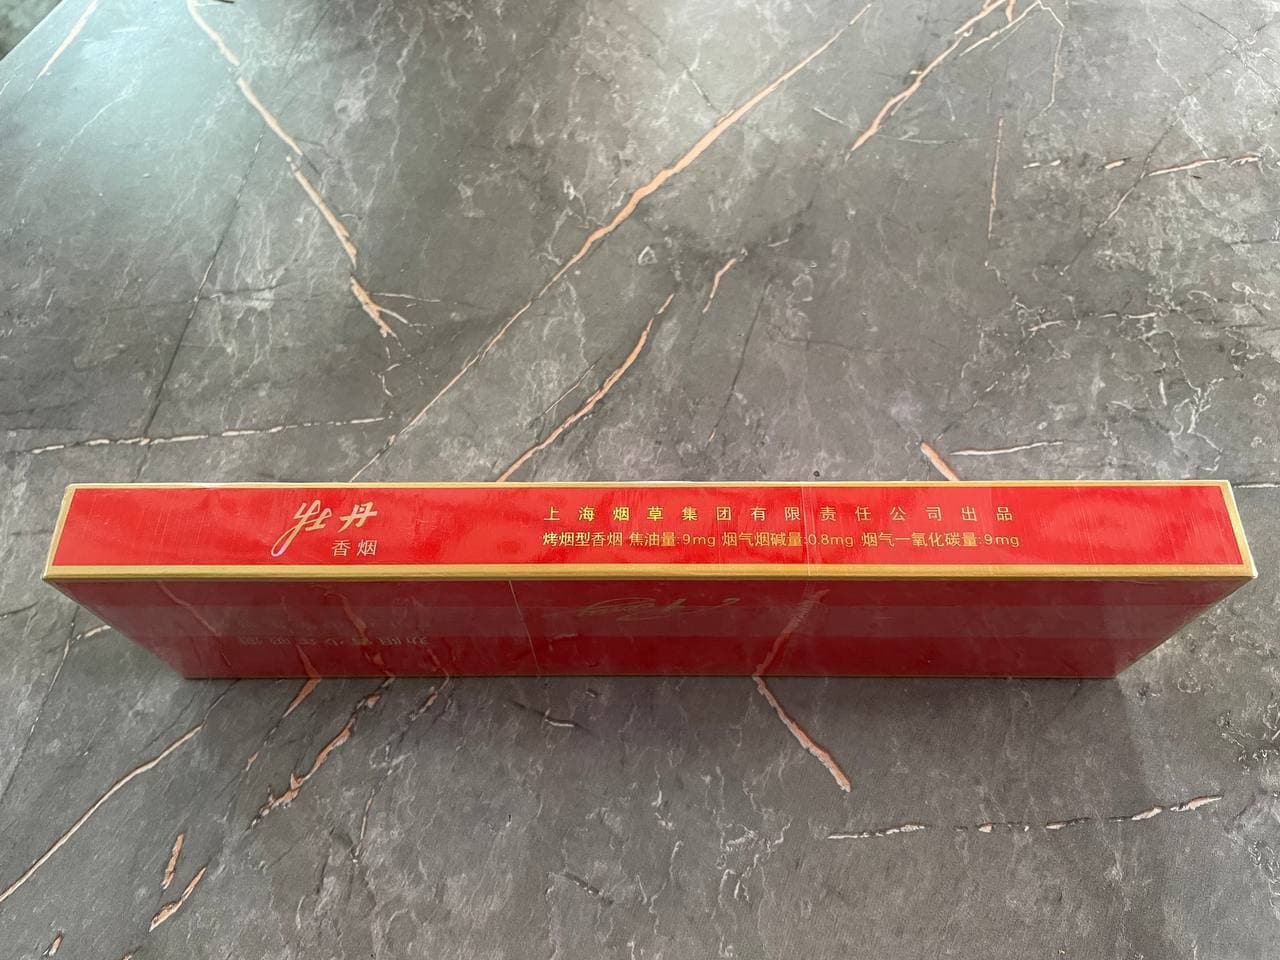 牡丹
香烟
上海烟草集团有限责任公司出品
烤烟型香烟 焦油量:9mg 烟气烟碱量:0.8mg 烟气一氧化碳量:9mg